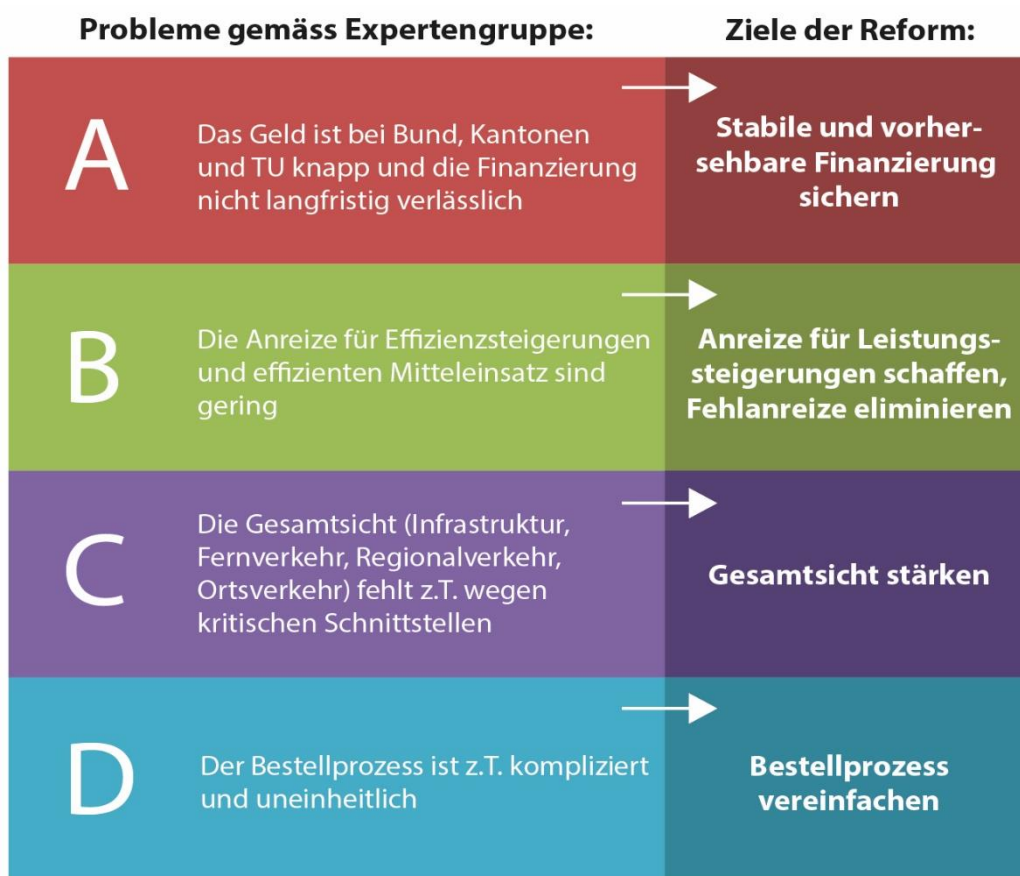 Probleme gemäss Expertengruppe:
Ziele der Reform:
A
Das Geld ist bei Bund, Kantonen
und TU knapp und die Finanzierung
nicht langfristig verlässlich
Stabile und vorher-
sehbare Finanzierung
sichern
B
Die Anreize für Effizienzsteigerungen
und effizienten Mitteleinsatz sind
gering
Anreize für Leistungs-
steigerungen schaffen,
Fehlanreize eliminieren
C
Die Gesamtsicht (Infrastruktur,
Fernverkehr, Regionalverkehr,
Ortsverkehr) fehlt z.T. wegen
kritischen Schnittstellen
Gesamtsicht stärken
D
Der Bestellprozess ist z.T. kompliziert
und uneinheitlich
Bestellprozess
vereinfachen